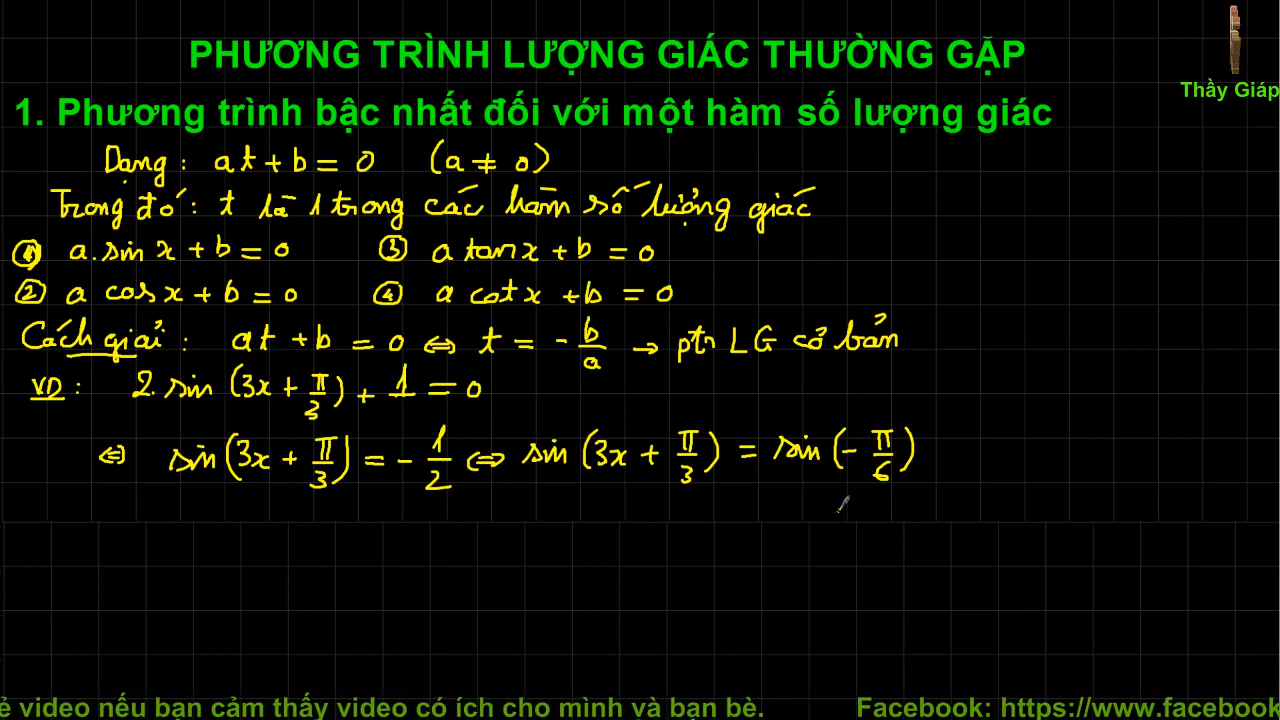 PHƯƠNG TRÌNH LƯỢNG GIÁC THƯỜNG GẶP
Thầy Giáp
1. Phương trình bậc nhất đối với một hàm số lượng giác
Dạng : at + b = 0 (a ≠ 0)
Trong đó : t là 1 trong các hàm số lượng giác
① a.sin x + b = 0 ③ a tan x + b = 0
② a cos x + b = 0 ④ a cot x + b = 0
Cách giải : at + b = 0 ⇔ t = - b/a → ptr LG cơ bản
VD : 2.sin (3x + π/3) + 1 = 0
⇔ sin(3x + π/3) = - 1/2 ⇔ sin (3x + π/3) = sin (- π/6)
ẻ video nếu bạn cảm thấy video có ích cho mình và bạn bè. Facebook: https://www.facebook